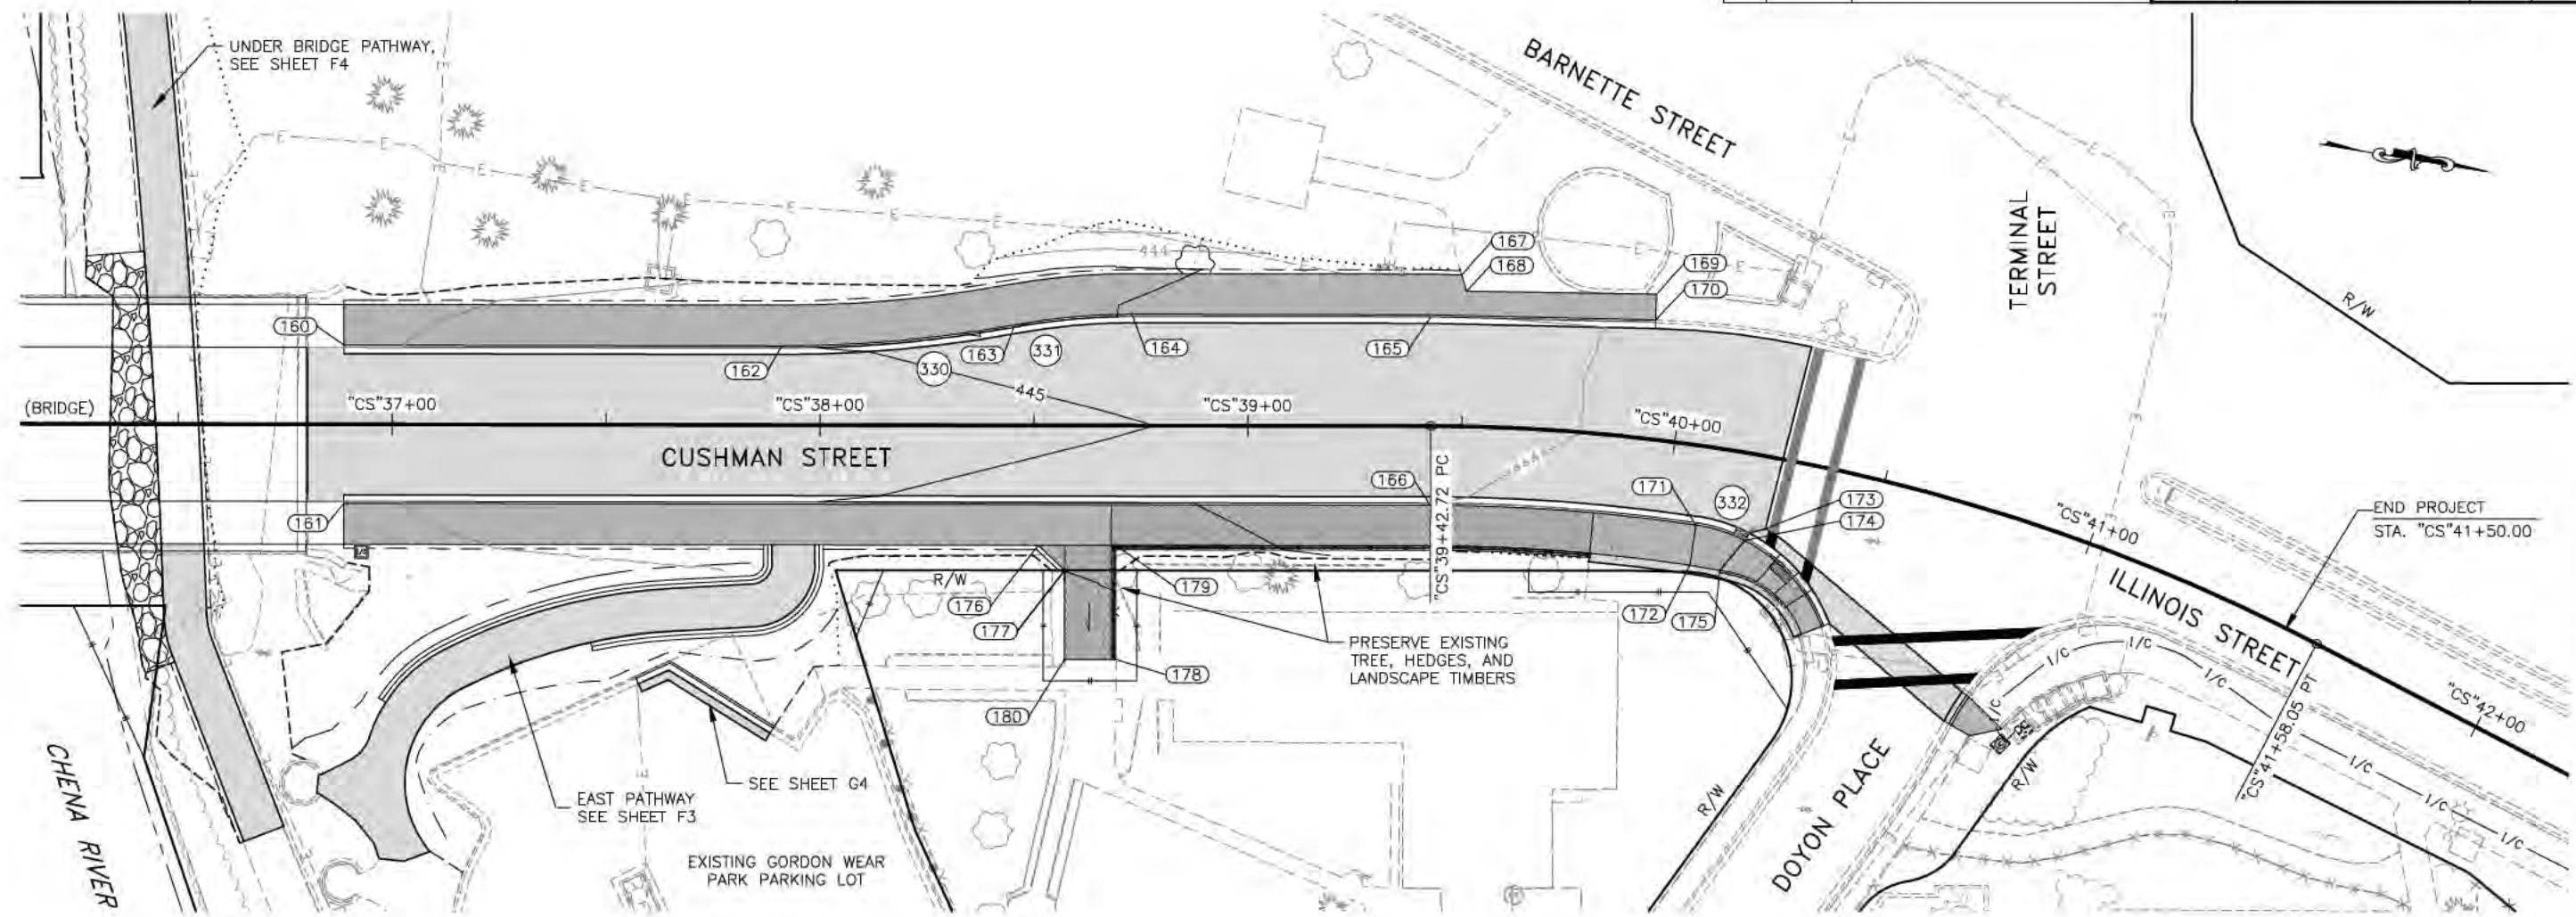 UNDER BRIDGE PATHWAY,
SEE SHEET F4
BARNETTE STREET
TERMINAL
STREET
R/W
444
167
168
169
170
160
162
330
163
331
164
165
445
(BRIDGE)
"CS"37+00
"CS"38+00
"CS"39+00
"CS"40+00
CUSHMAN STREET
161
166
"CS"39+42.72 PC
444
171
332
173
174
"CS"41+00
END PROJECT
STA. "CS"41+50.00
ILLINOIS STREET
R/W
176
177
179
172
175
PRESERVE EXISTING
TREE, HEDGES, AND
LANDSCAPE TIMBERS
178
180
I/C
I/C
I/C
I/C
I/C
I/C
I/C
I/C
"CS"41+58.05 PT
"CS"42+00
R/W
R/W
DOYON PLACE
SEE SHEET G4
EAST PATHWAY
SEE SHEET F3
EXISTING GORDON WEAR
PARK PARKING LOT
CHENA RIVER